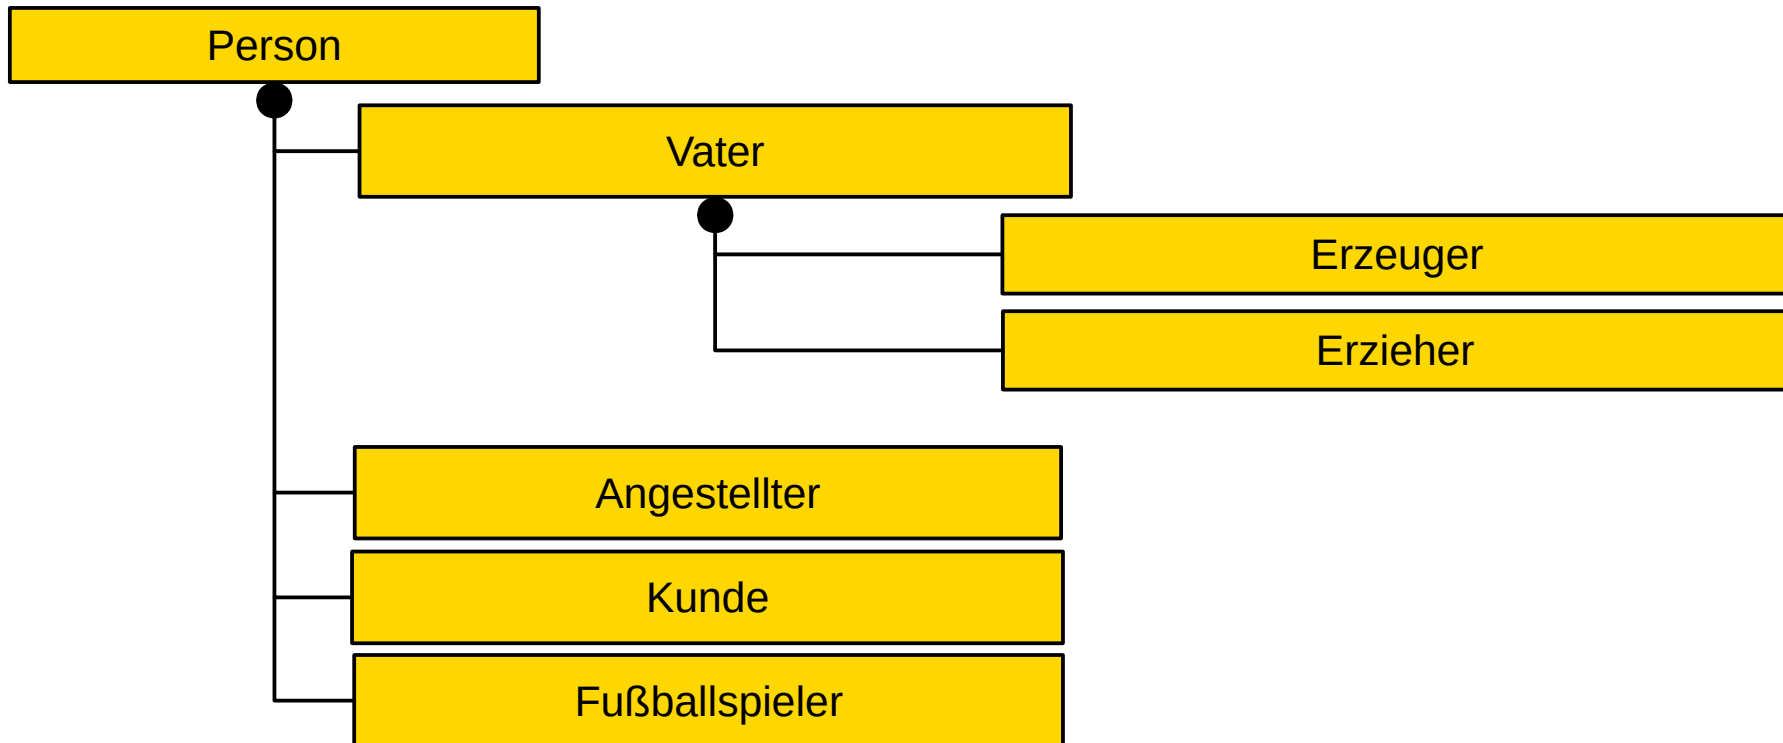 Person
Vater
Erzeuger
Erzieher
Angestellter
Kunde
Fußballspieler